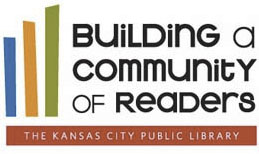 BUiLDING a
COMMUNITY
OF READERS
THE KANSAS CITY PUBLIC LIBRARY